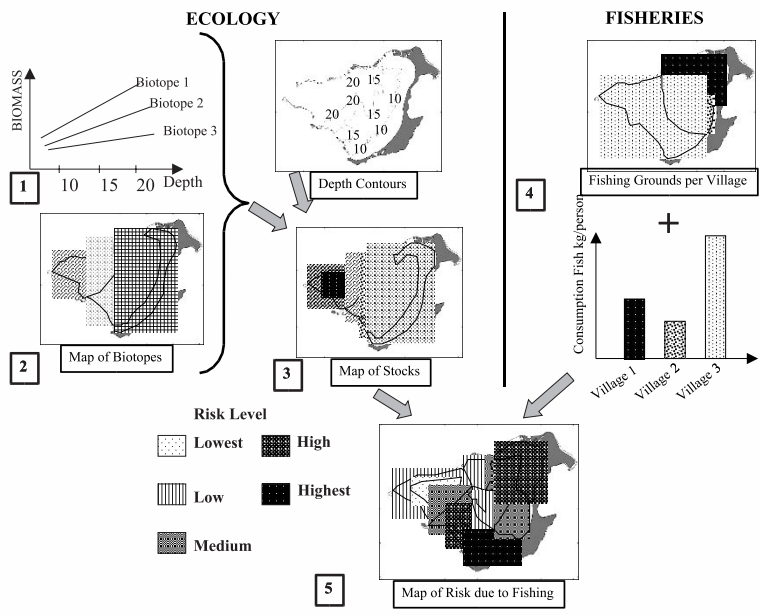 ECOLOGY
FISHERIES
BIOMASS
Biotope 1
Biotope 2
Biotope 3
10 15 20 Depth
1
20 15
20 10
20 15
15
10
Depth Contours
4
Fishing Grounds per Village
+
Map of Biotopes
2
3
Map of Stocks
Consumption Fish kg/person
Village 1
Village 2
Village 3
Risk Level
Lowest
High
Low
Highest
Medium
5
Map of Risk due to Fishing